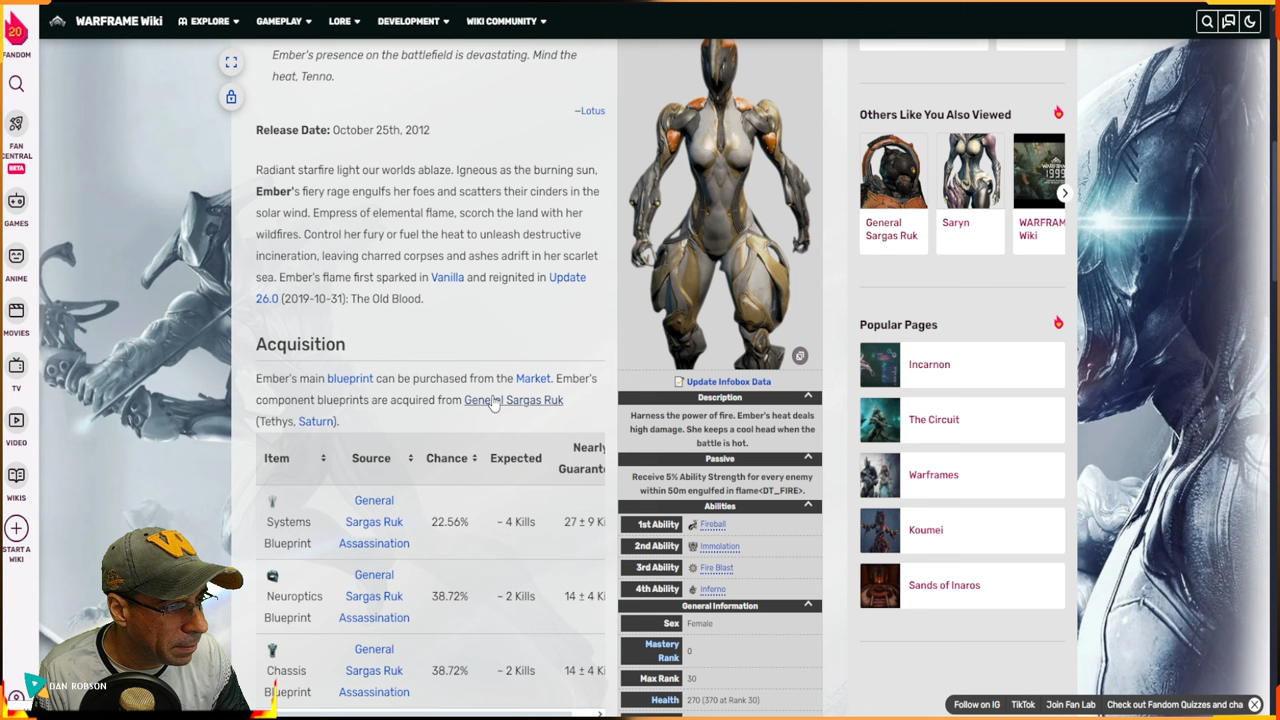 20
FANDOM
FAN
CENTRAL
BETA
GAMES
ANIME
MOVIES
TV
VIDEO
WIKIS
START A
WIKI
WARFRAME WiKi
EXPLORE
GAMEPLAY
LORE
DEVELOPMENT
WIKI COMMUNITY
Ember's presence on the battlefield is devastating. Mind the
heat, Tenno.
–Lotus
Release Date: October 25th, 2012
Radiant starfire light our worlds ablaze. Igneous as the burning sun,
Ember's fiery rage engulfs her foes and scatters their cinders in the
solar wind. Empress of elemental flame, scorch the land with her
wildfires. Control her fury or fuel the heat to unleash destructive
incineration, leaving charred corpses and ashes adrift in her scarlet
sea. Ember's flame first sparked in Vanilla and reignited in Update
26.0 (2019-10-31): The Old Blood.
Acquisition
Ember's main blueprint can be purchased from the Market. Ember's
component blueprints are acquired from General Sargas Ruk
(Tethys, Saturn).
Item Source Chance Expected Nearly
Guarante
Systems
Blueprint
General
Sargas Ruk
Assassination
22.56% ~ 4 Kills 27 ± 9 Ki
Neuroptics
Blueprint
General
Sargas Ruk
Assassination
38.72% ~ 2 Kills 14 ± 4 Ki
Chassis
Blueprint
General
Sargas Ruk
Assassination
38.72% ~ 2 Kills 14 ± 4 Ki
Update Infobox Data
Description
Harness the power of fire. Ember's heat deals
high damage. She keeps a cool head when the
battle is hot.
Passive
Receive 5% Ability Strength for every enemy
within 50m engulfed in flame<DT_FIRE>.
Abilities
1st Ability Fireball
2nd Ability Immolation
3rd Ability Fire Blast
4th Ability Inferno
General Information
Sex Female
Mastery
Rank 0
Max Rank 30
Health 270 (370 at Rank 30)
Others Like You Also Viewed
General
Sargas Ruk
Saryn
WARFRAM
Wiki
WARFRAME
1999
Popular Pages
Incarnon
The Circuit
Warframes
Koumei
Sands of Inaros
Follow on IG TikTok Join Fan Lab Check out Fandom Quizzes and cha
W
DAN ROBSON